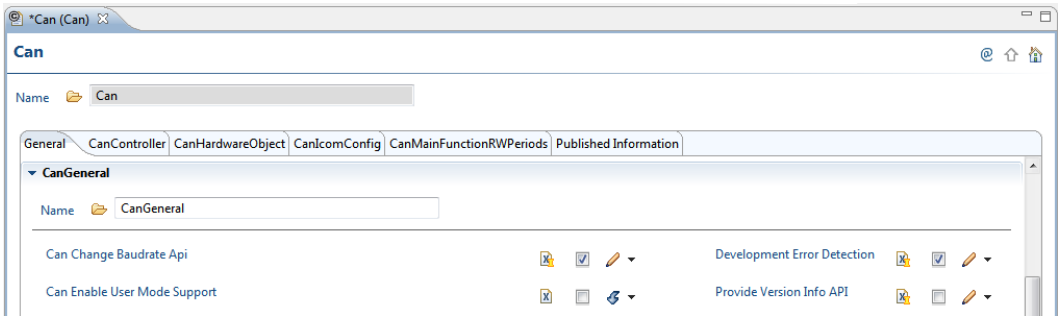 *Can (Can)
Can
Name Can
General CanController CanHardwareObject CanIcomConfig CanMainFunctionRWPeriods Published Information
CanGeneral
Name CanGeneral
Can Change Baudrate Api Development Error Detection
Can Enable User Mode Support Provide Version Info API